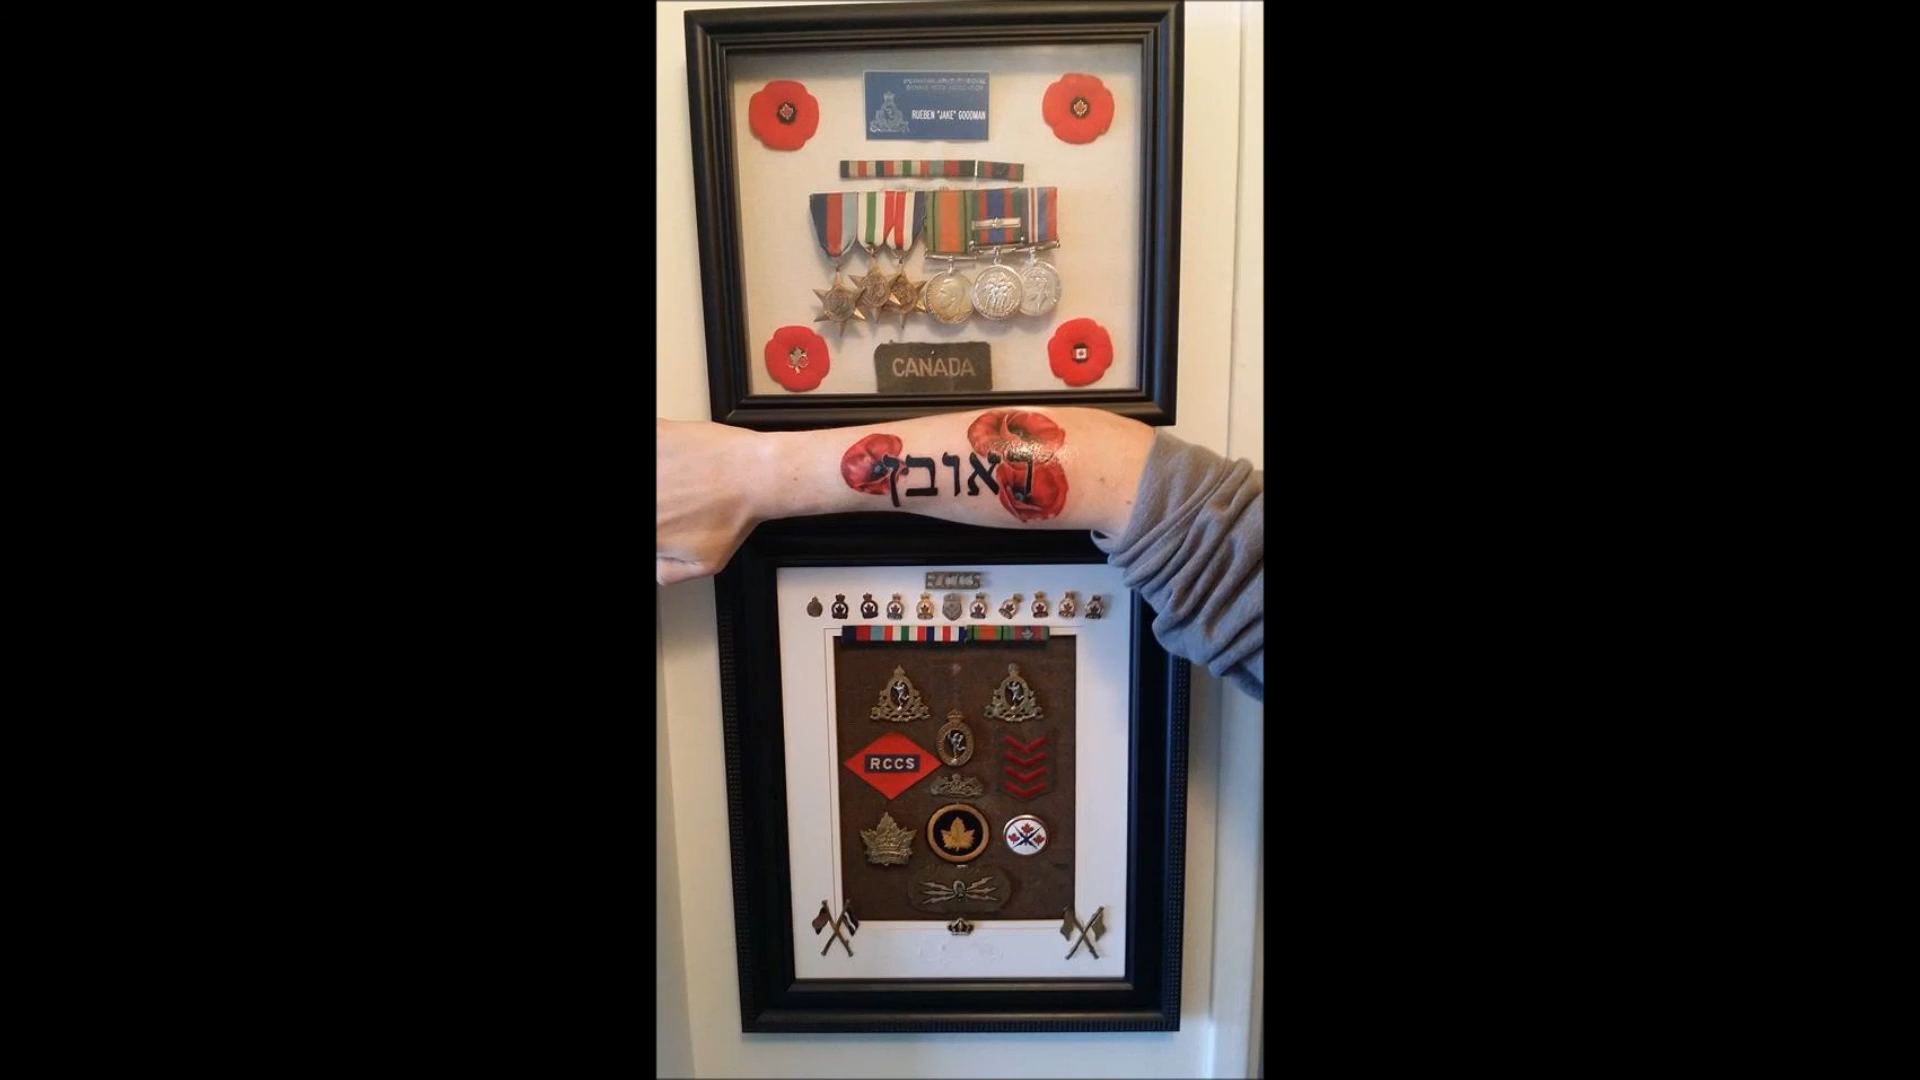 RUEBEN "JAKE" GOODMAN
CANADA
ראובן
RCCS